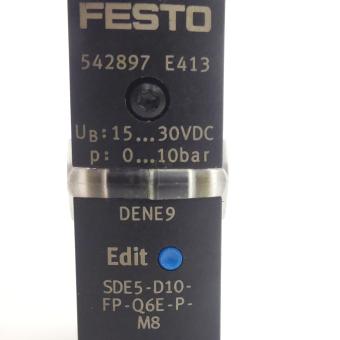 FESTO
542897 E413
UB: 15...30VDC
p: 0...10bar
DENE9
Edit
SDE5-D10-
FP-Q6E-P-
M8